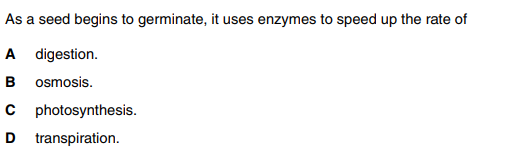 As a seed begins to germinate, it uses enzymes to speed up the rate of
A digestion.
B osmosis.
C photosynthesis.
D transpiration.